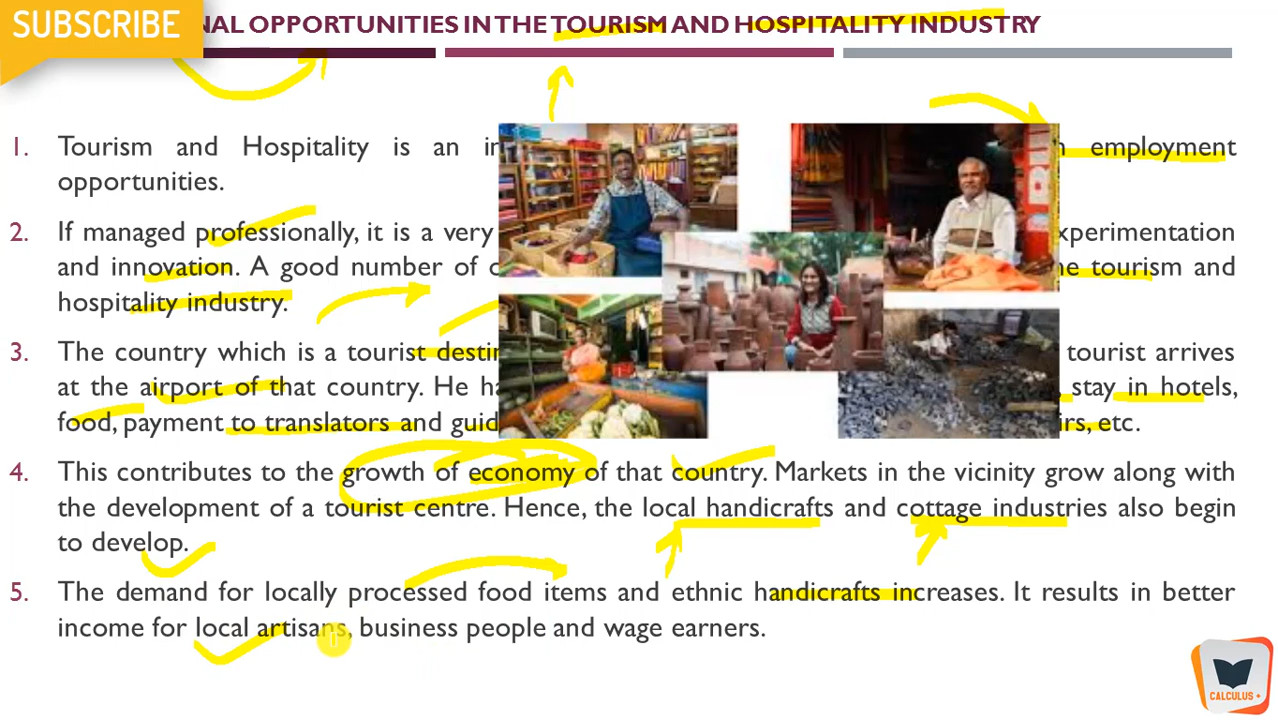 SUBSCRIBE
NAL OPPORTUNITIES IN THE TOURISM AND HOSPITALITY INDUSTRY
1. Tourism and Hospitality is an employment
opportunities.
2. If managed professionally, it is a very experimentation
and innovation. A good number of tourism and
hospitality industry.
3. The country which is a tourist tourist arrives
at the airport of that country. He stay in hotels,
food, payment to translators and etc.
4. This contributes to the growth of economy of that country. Markets in the vicinity grow along with
the development of a tourist centre. Hence, the local handicrafts and cottage industries also begin
to develop.
5. The demand for locally processed food items and ethnic handicrafts increases. It results in better
income for local artisans, business people and wage earners.
CALCULUS +